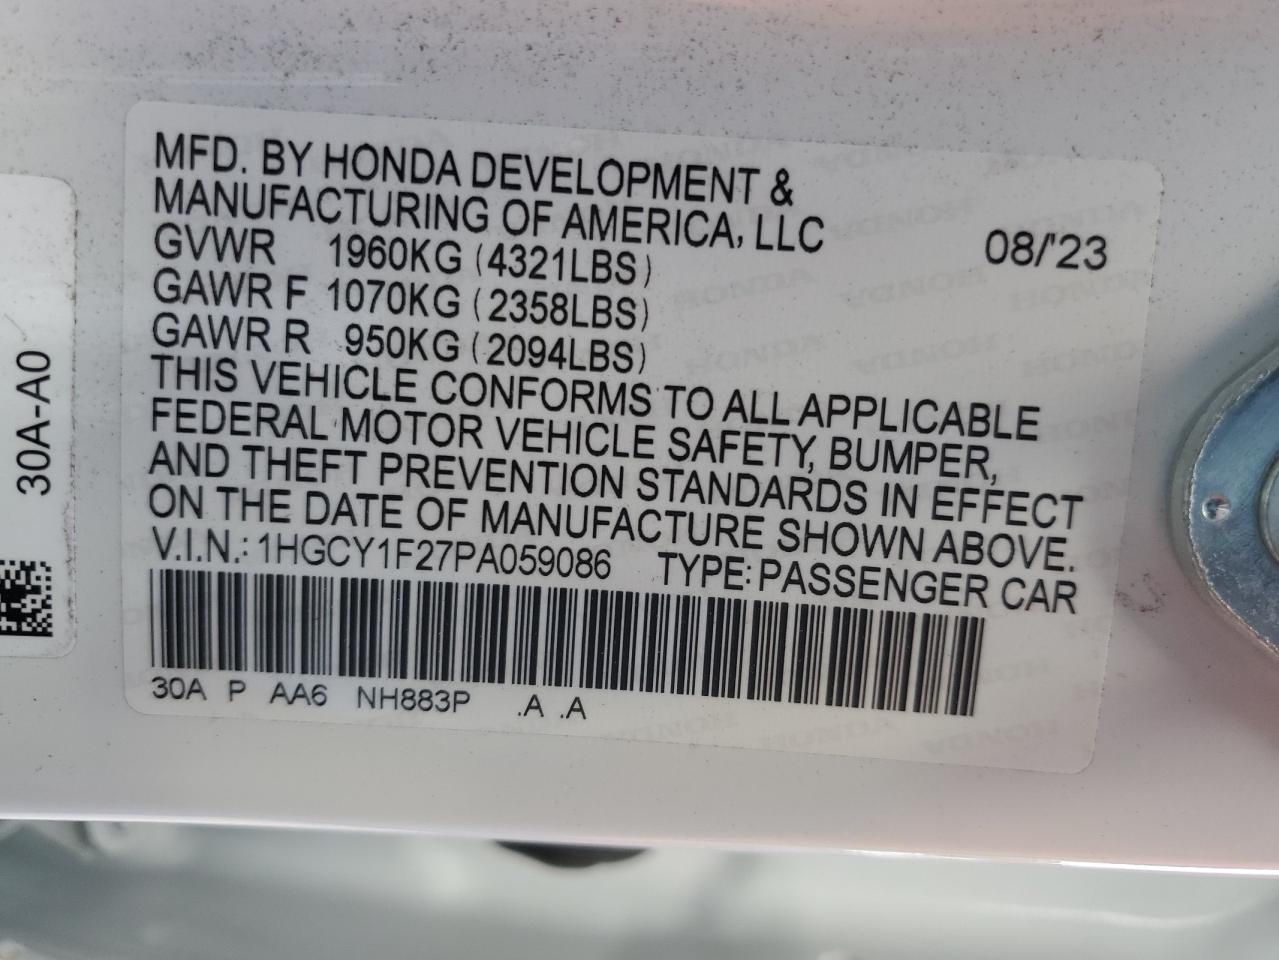 MFD. BY HONDA DEVELOPMENT &
MANUFACTURING OF AMERICA, LLC
08/'23
GVWR 1960KG (4321LBS)
GAWR F 1070KG (2358LBS)
GAWR R 950KG (2094LBS)
THIS VEHICLE CONFORMS TO ALL APPLICABLE
FEDERAL MOTOR VEHICLE SAFETY, BUMPER,
AND THEFT PREVENTION STANDARDS IN EFFECT
ON THE DATE OF MANUFACTURE SHOWN ABOVE.
V.I.N.: 1HGCY1F27PA059086 TYPE: PASSENGER CAR
30A P AA6 NH883P .A .A
30A-A0